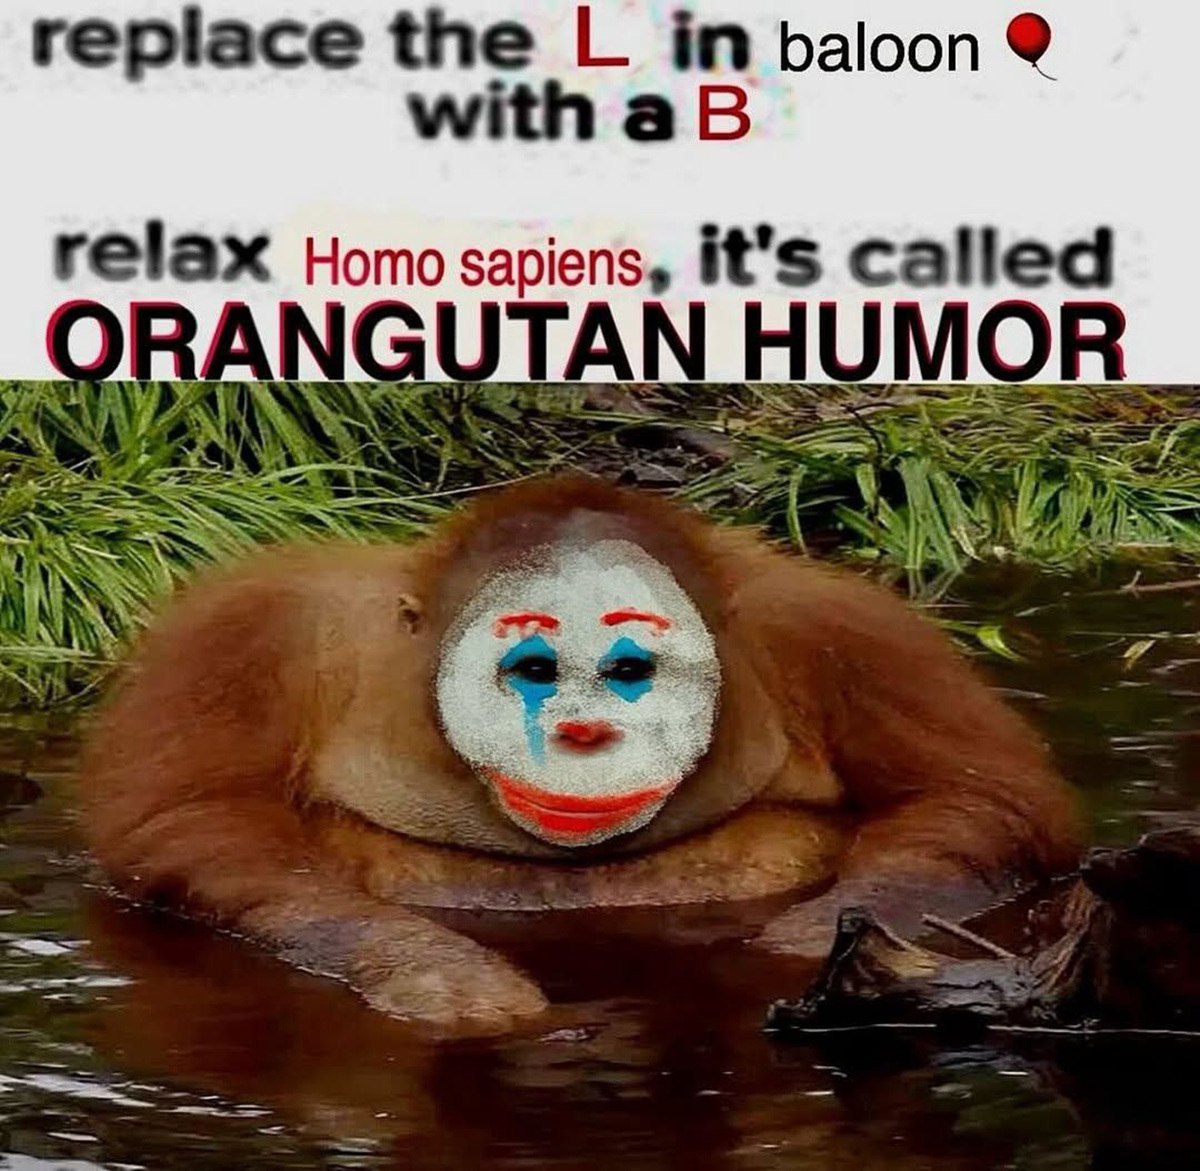 replace the L in baloon 🎈
with a B
relax Homo sapiens, it's called
ORANGUTAN HUMOR